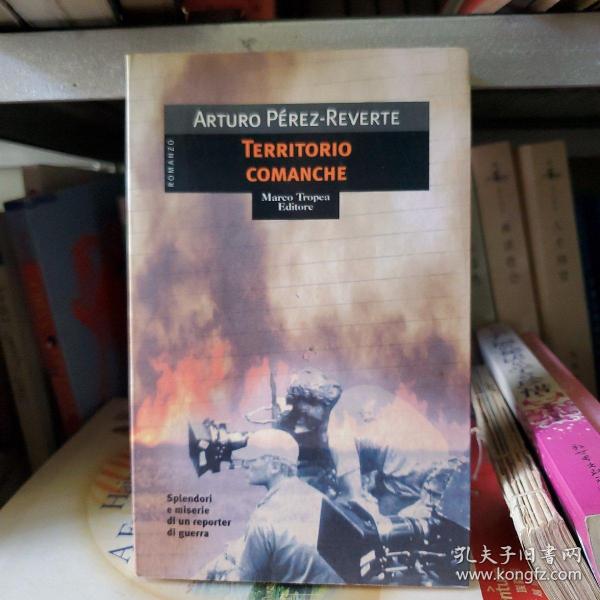 ARTURO PÉREZ-REVERTE
ROMANZO
TERRITORIO
COMANCHE
Marco Tropea
Editore
Splendori
e miserie
di un reporter
di guerra
孔夫子旧书网
www.kongfz.com